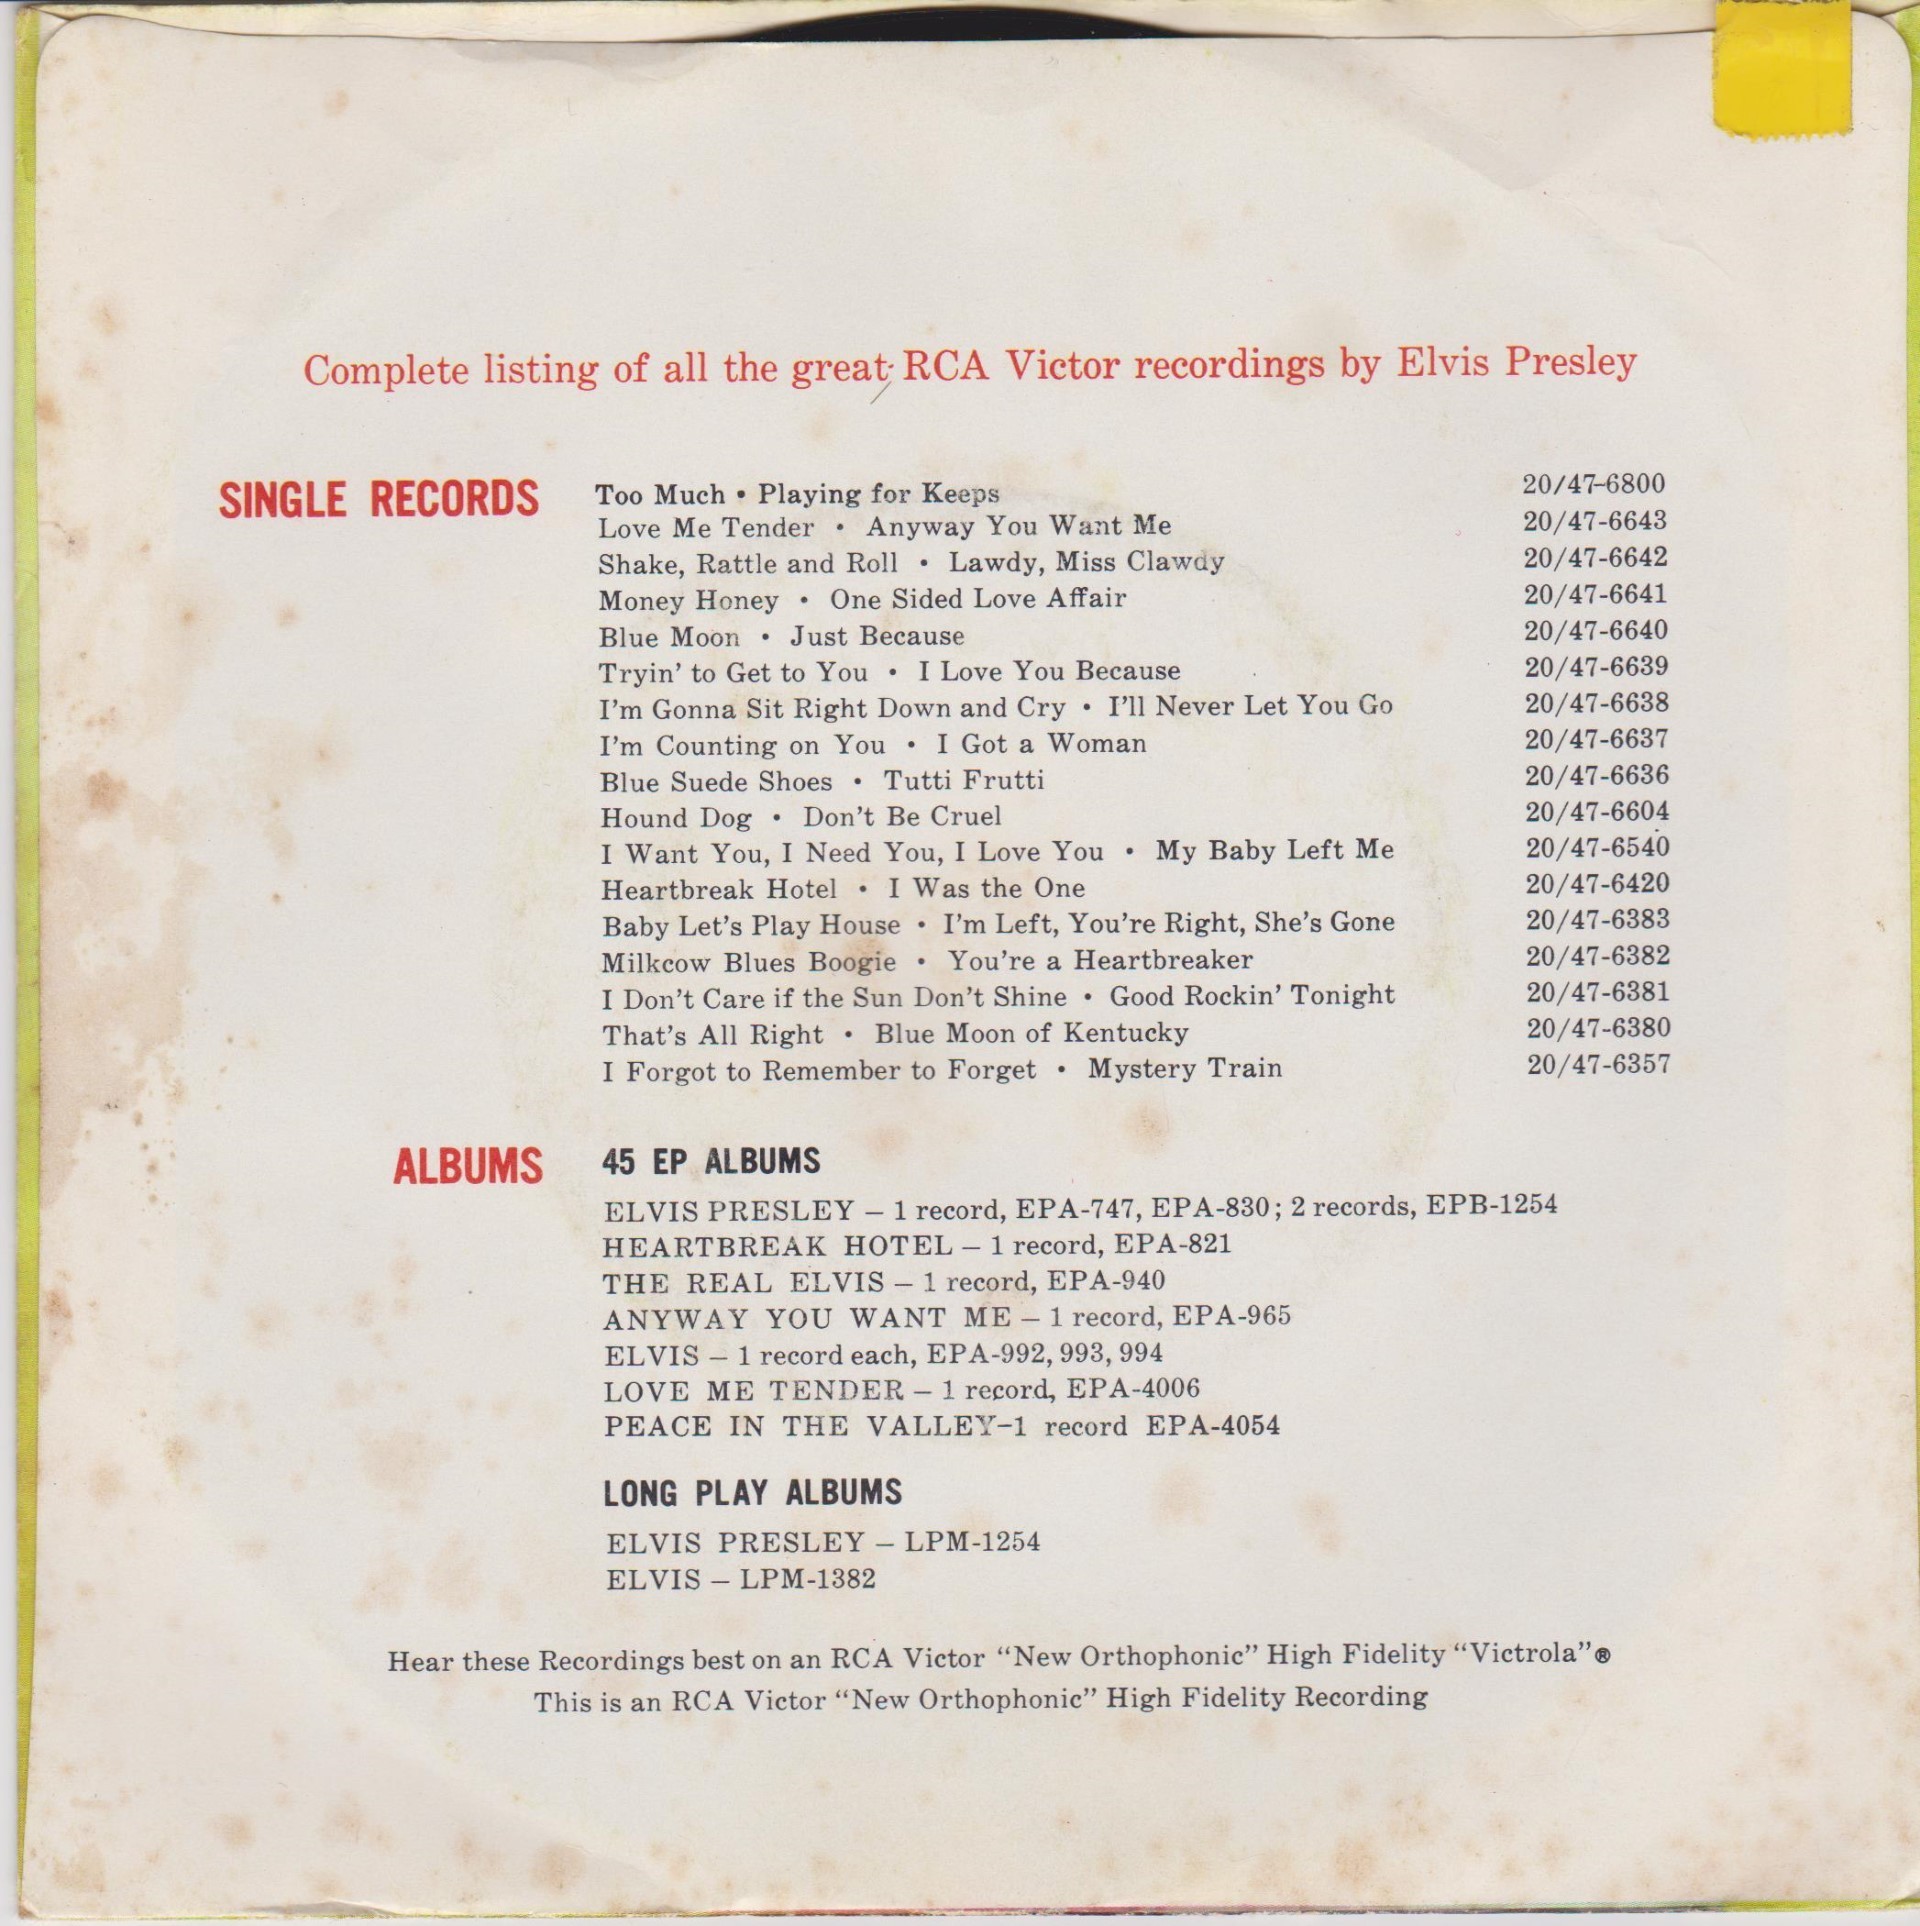 Complete listing of all the great RCA Victor recordings by Elvis Presley
SINGLE RECORDS
Too Much • Playing for Keeps 20/47-6800
Love Me Tender • Anyway You Want Me 20/47-6643
Shake, Rattle and Roll • Lawdy, Miss Clawdy 20/47-6642
Money Honey • One Sided Love Affair 20/47-6641
Blue Moon • Just Because 20/47-6640
Tryin’ to Get to You • I Love You Because 20/47-6639
I’m Gonna Sit Right Down and Cry • I’ll Never Let You Go 20/47-6638
I’m Counting on You • I Got a Woman 20/47-6637
Blue Suede Shoes • Tutti Frutti 20/47-6636
Hound Dog • Don’t Be Cruel 20/47-6604
I Want You, I Need You, I Love You • My Baby Left Me 20/47-6540
Heartbreak Hotel • I Was the One 20/47-6420
Baby Let’s Play House • I’m Left, You’re Right, She’s Gone 20/47-6383
Milkcow Blues Boogie • You’re a Heartbreaker 20/47-6382
I Don’t Care if the Sun Don’t Shine • Good Rockin’ Tonight 20/47-6381
That’s All Right • Blue Moon of Kentucky 20/47-6380
I Forgot to Remember to Forget • Mystery Train 20/47-6357
ALBUMS
45 EP ALBUMS
ELVIS PRESLEY – 1 record, EPA-747, EPA-830; 2 records, EPB-1254
HEARTBREAK HOTEL – 1 record, EPA-821
THE REAL ELVIS – 1 record, EPA-940
ANYWAY YOU WANT ME – 1 record, EPA-965
ELVIS – 1 record each, EPA-992, 993, 994
LOVE ME TENDER – 1 record, EPA-4006
PEACE IN THE VALLEY–1 record EPA-4054
LONG PLAY ALBUMS
ELVIS PRESLEY – LPM-1254
ELVIS – LPM-1382
Hear these Recordings best on an RCA Victor “New Orthophonic” High Fidelity “Victrola”®
This is an RCA Victor “New Orthophonic” High Fidelity Recording